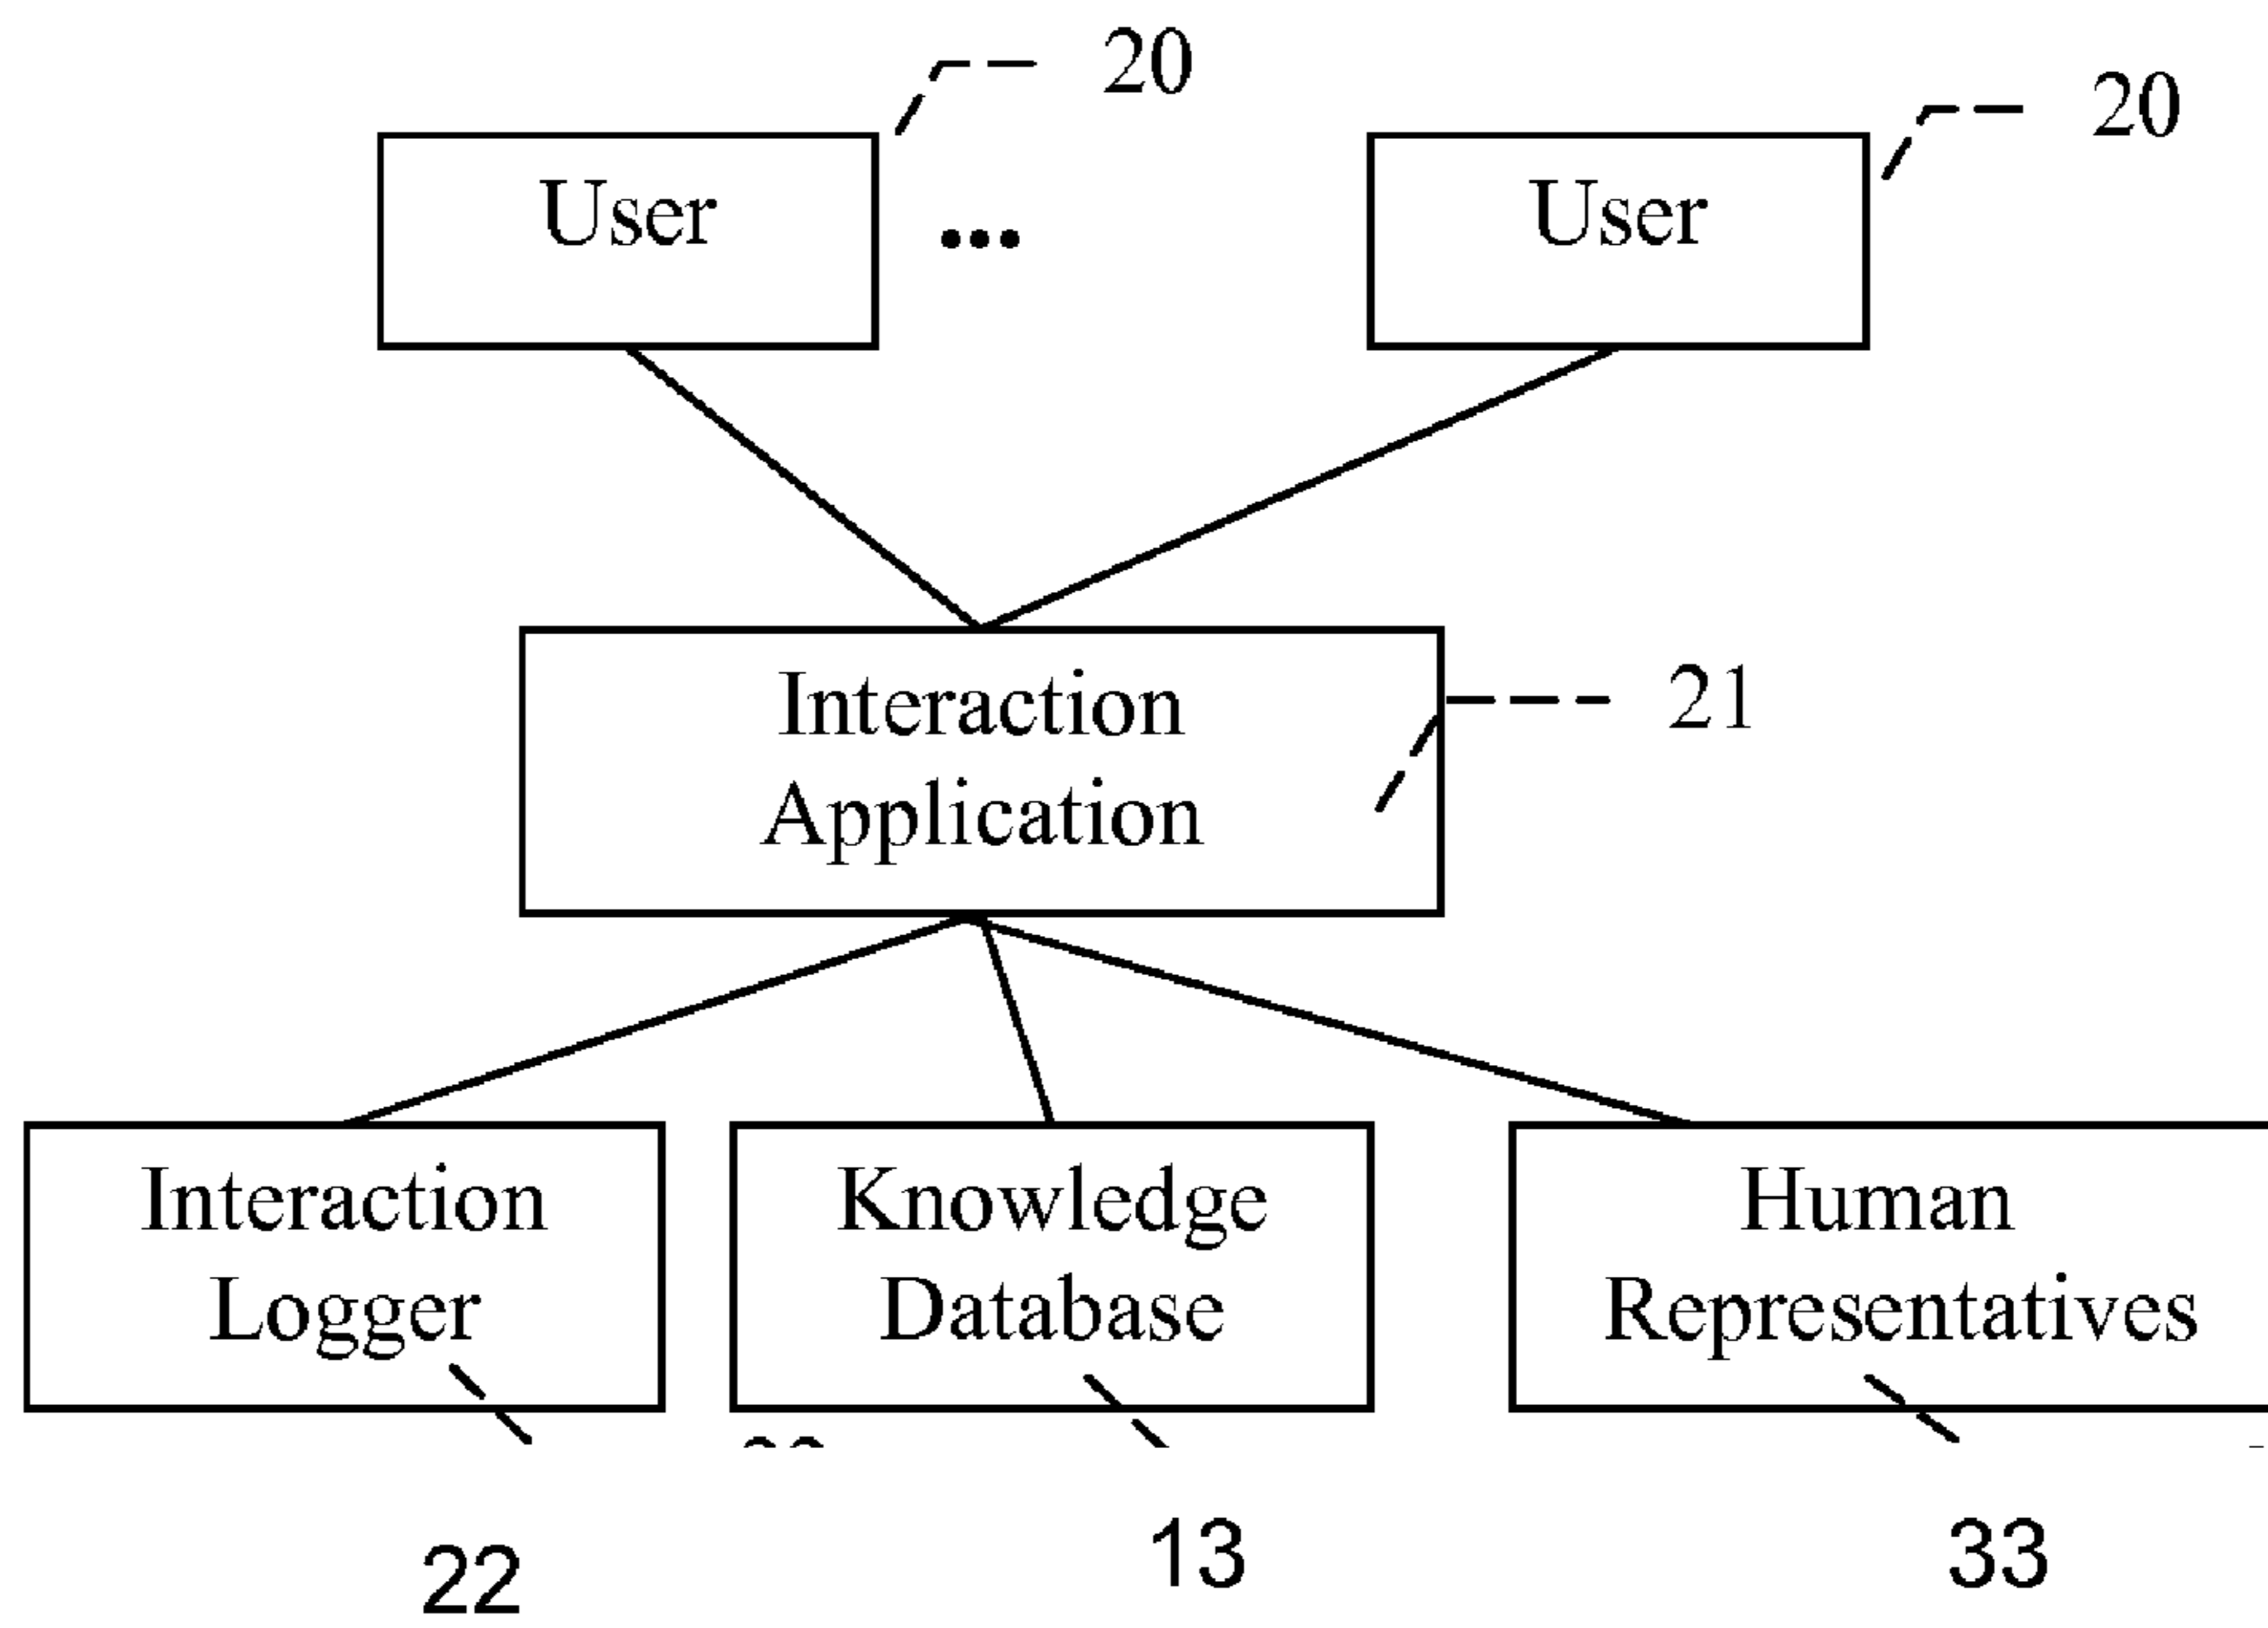 20
20
User
...
User
Interaction
Application
21
Interaction
Logger
Knowledge
Database
Human
Representatives
22
13
33